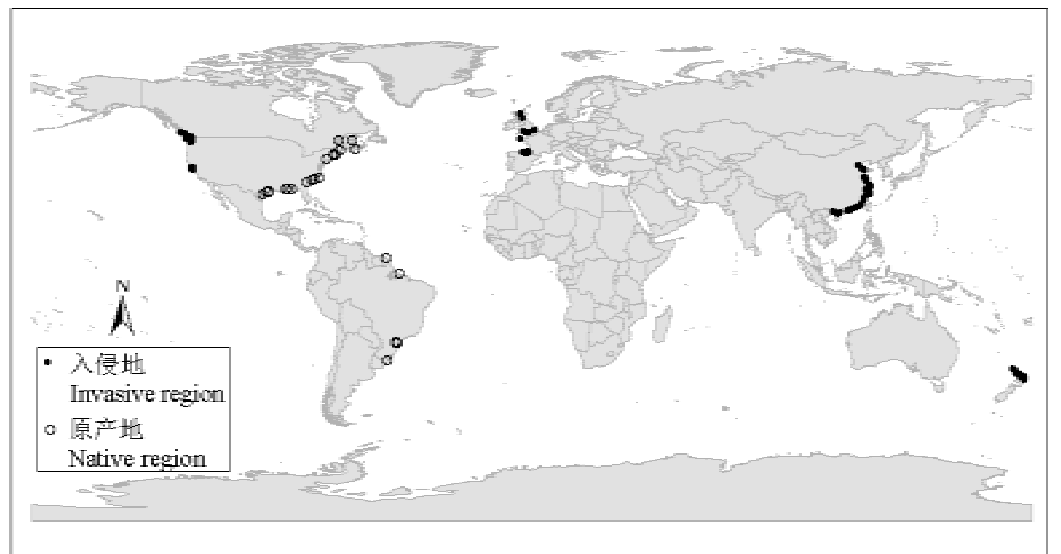 N
入侵地
Invasive region
原产地
Native region